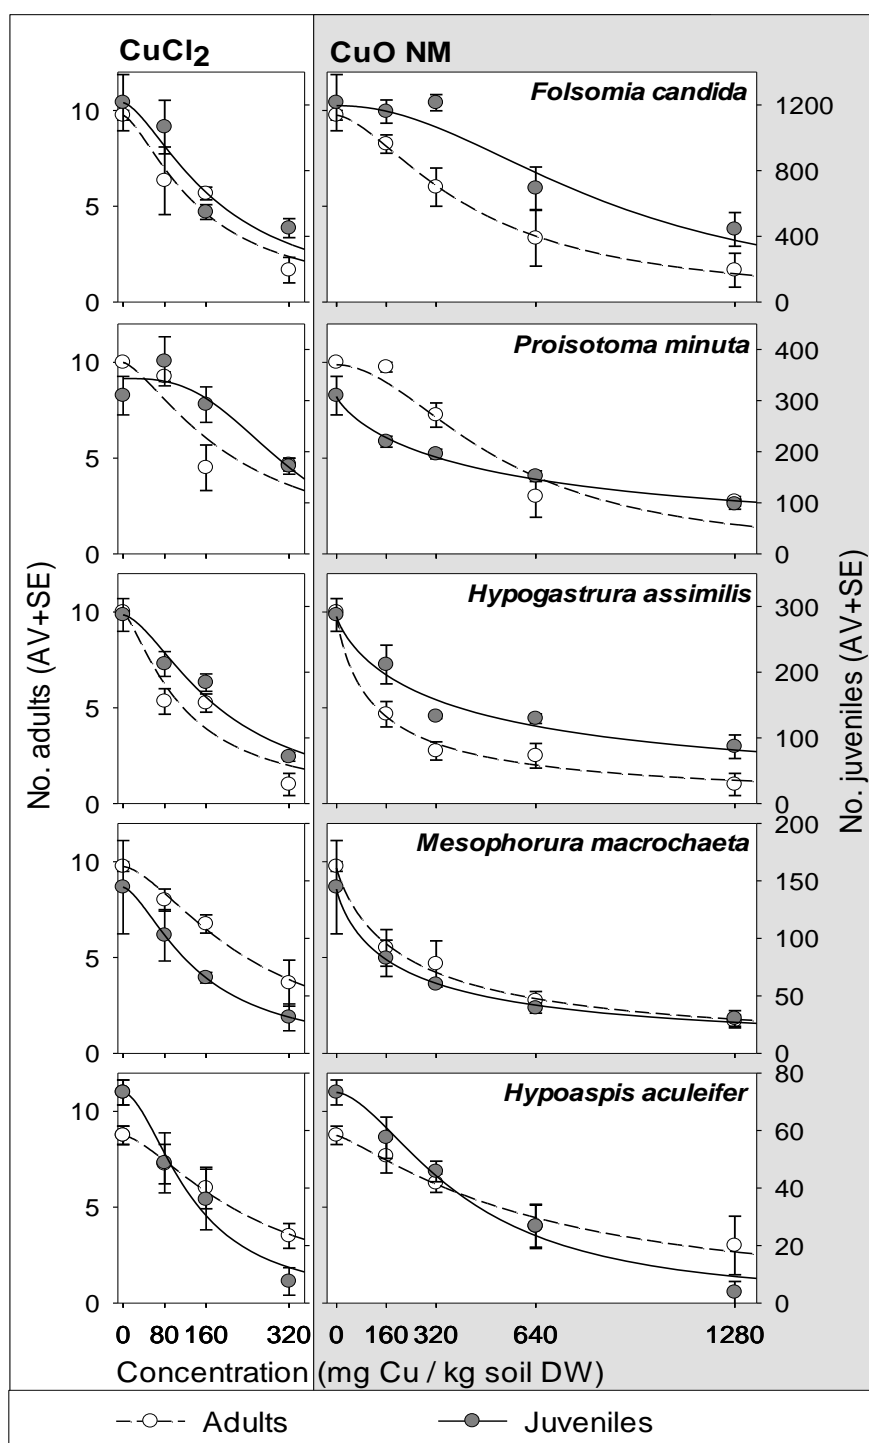 CuCl2 CuO NM
Folsomia candida
10 5 0
1200 800 400 0
Proisotoma minuta
10 5 0
400 300 200 100 0
Hypogastrura assimilis
10 5 0
300 200 100 0
Mesophorura macrochaeta
10 5 0
200 150 100 50 0
Hypoaspis aculeifer
10 5 0
80 60 40 20 0
No. adults (AV+SE)
No. juveniles (AV+SE)
0 80 160 320 0 160 320 640 1280
Concentration (mg Cu / kg soil DW)
Adults Juveniles